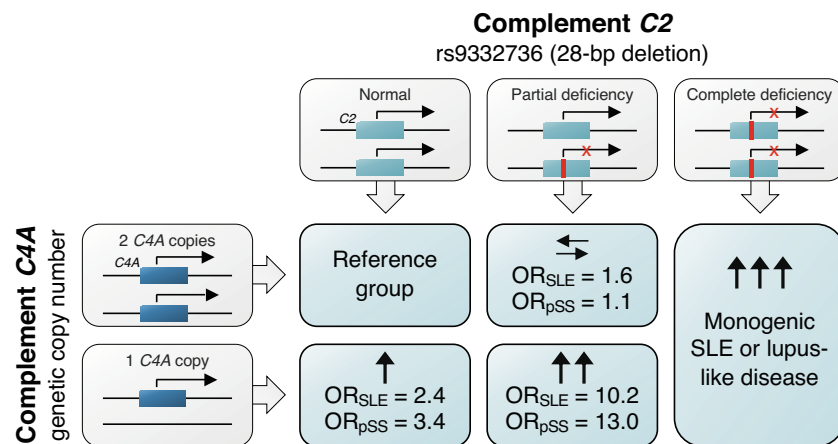 Complement C2
rs9332736 (28-bp deletion)
Normal
C2
Partial deficiency
X
Complete deficiency
X
X
Complement C4A
genetic copy number
2 C4A copies
C4A
Reference
group
ORSLE = 1.6
ORpSS = 1.1
Monogenic
SLE or lupus-
like disease
1 C4A copy
ORSLE = 2.4
ORpSS = 3.4
ORSLE = 10.2
ORpSS = 13.0